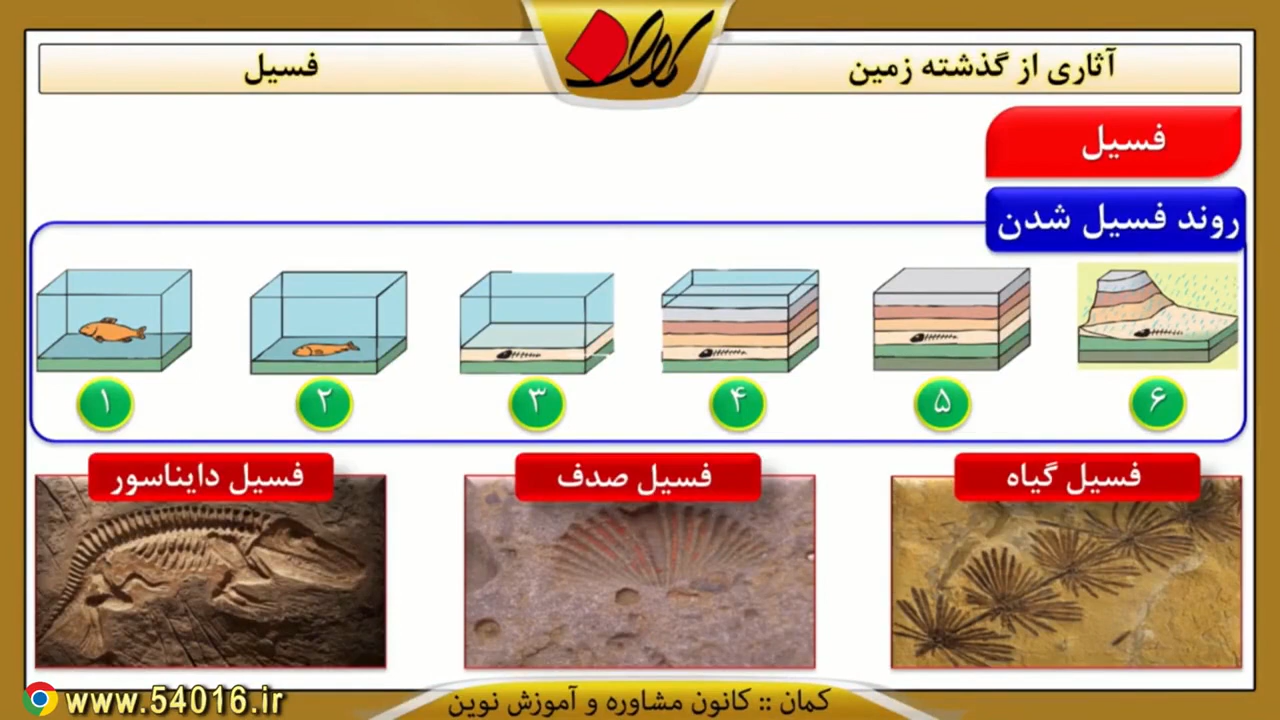 آثاری از گذشته زمین
کمان
فسیل
فسیل
روند فسیل شدن
۱ ۲ ۳ ۴ ۵ ۶
فسیل گیاه
فسیل صدف
فسیل دایناسور
کمان :: کانون مشاوره و آموزش نوین
www.54016.ir